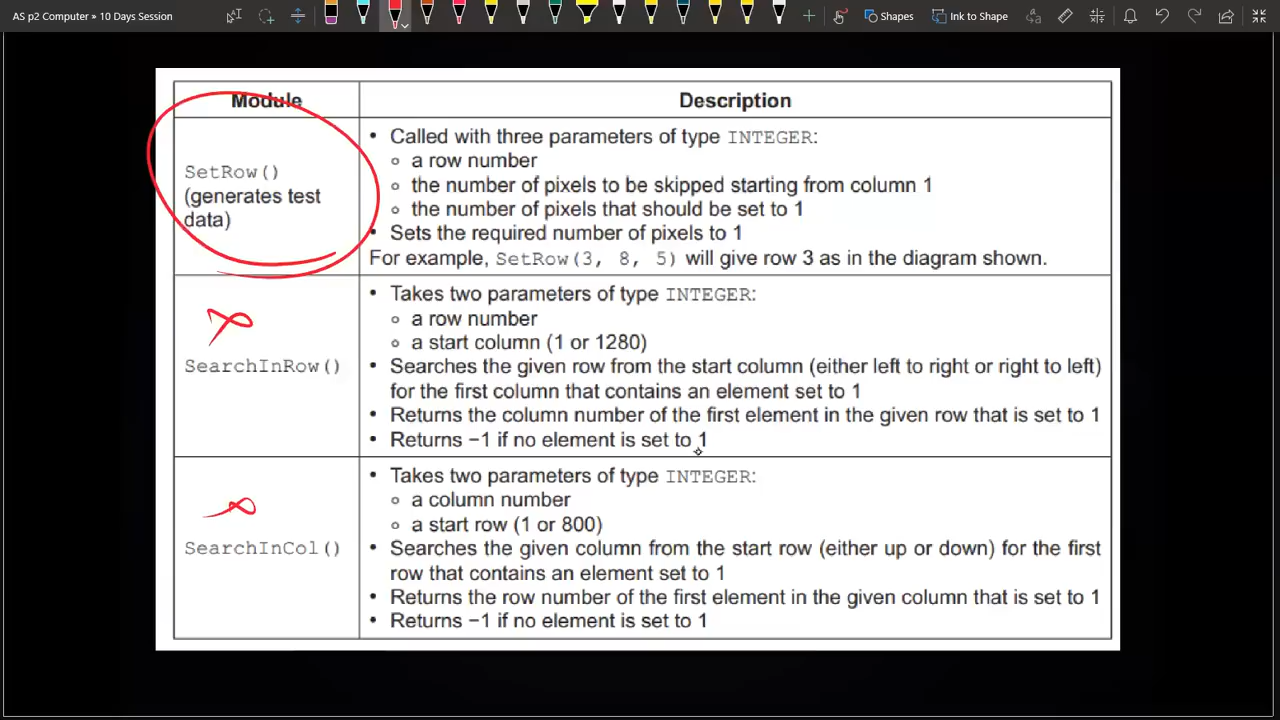 AS p2 Computer » 10 Days Session
Shapes
Ink to Shape
Module
Description
SetRow()
(generates test
data)
• Called with three parameters of type INTEGER:
○ a row number
○ the number of pixels to be skipped starting from column 1
○ the number of pixels that should be set to 1
• Sets the required number of pixels to 1
For example, SetRow(3, 8, 5) will give row 3 as in the diagram shown.
SearchInRow()
• Takes two parameters of type INTEGER:
○ a row number
○ a start column (1 or 1280)
• Searches the given row from the start column (either left to right or right to left)
for the first column that contains an element set to 1
• Returns the column number of the first element in the given row that is set to 1
• Returns −1 if no element is set to 1
SearchInCol()
• Takes two parameters of type INTEGER:
○ a column number
○ a start row (1 or 800)
• Searches the given column from the start row (either up or down) for the first
row that contains an element set to 1
• Returns the row number of the first element in the given column that is set to 1
• Returns −1 if no element is set to 1